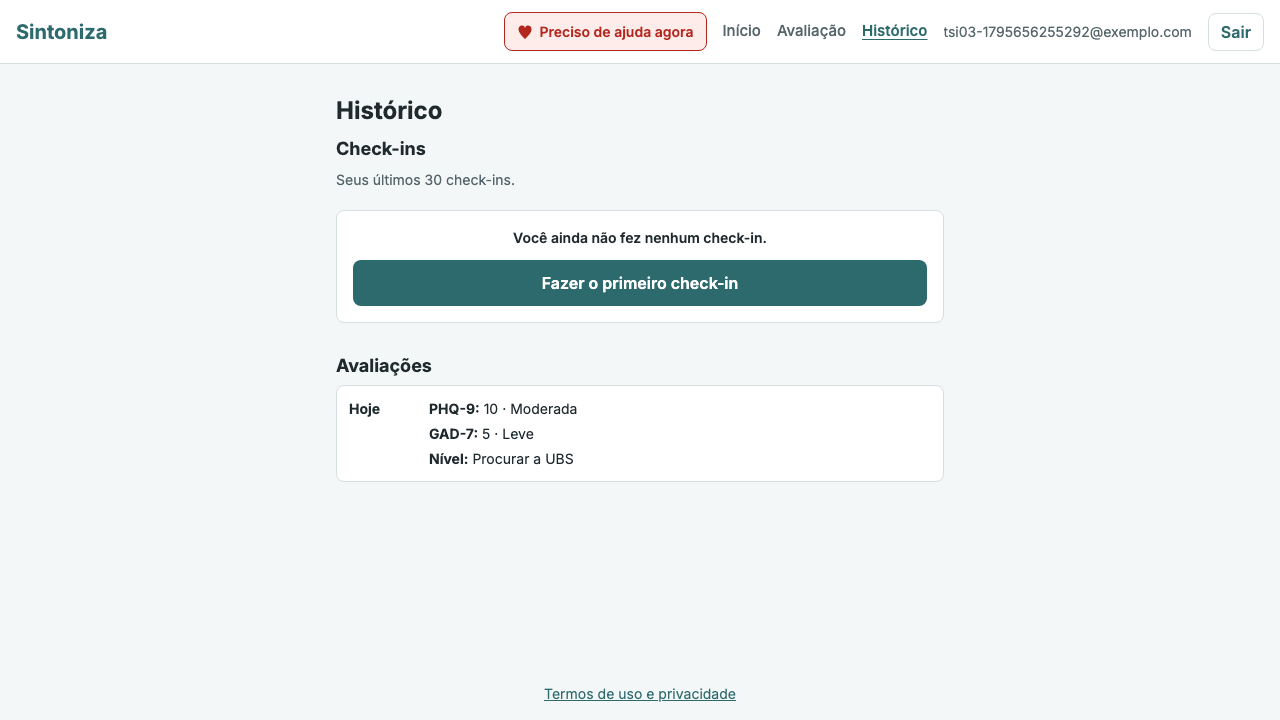 Sintoniza
Preciso de ajuda agora
Início
Avaliação
Histórico
tsi03-1795656255292@exemplo.com
Sair
Histórico
Check-ins
Seus últimos 30 check-ins.
Você ainda não fez nenhum check-in.
Fazer o primeiro check-in
Avaliações
Hoje
PHQ-9: 10 · Moderada
GAD-7: 5 · Leve
Nível: Procurar a UBS
Termos de uso e privacidade